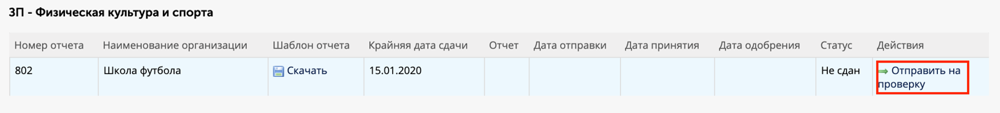 ЗП - Физическая культура и спорта
Номер отчета Наименование организации Шаблон отчета Крайняя дата сдачи Отчет Дата отправки Дата принятия Дата одобрения Статус Действия
802 Школа футбола Скачать 15.01.2020 Не сдан Отправить на
проверку